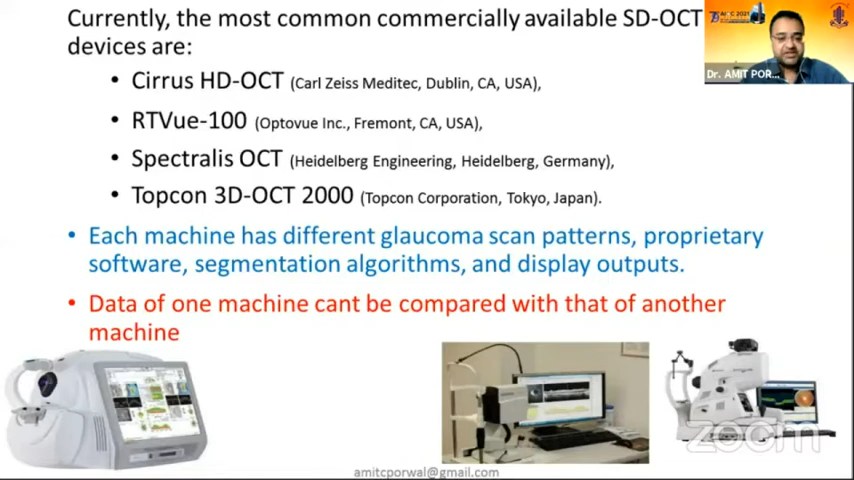 Currently, the most common commercially available SD-OCT
devices are:
• Cirrus HD-OCT (Carl Zeiss Meditec, Dublin, CA, USA),
• RTVue-100 (Optovue Inc., Fremont, CA, USA),
• Spectralis OCT (Heidelberg Engineering, Heidelberg, Germany),
• Topcon 3D-OCT 2000 (Topcon Corporation, Tokyo, Japan).
• Each machine has different glaucoma scan patterns, proprietary
software, segmentation algorithms, and display outputs.
• Data of one machine cant be compared with that of another
machine
Dr. AMIT POR...
zoom
amitcporwal@gmail.com